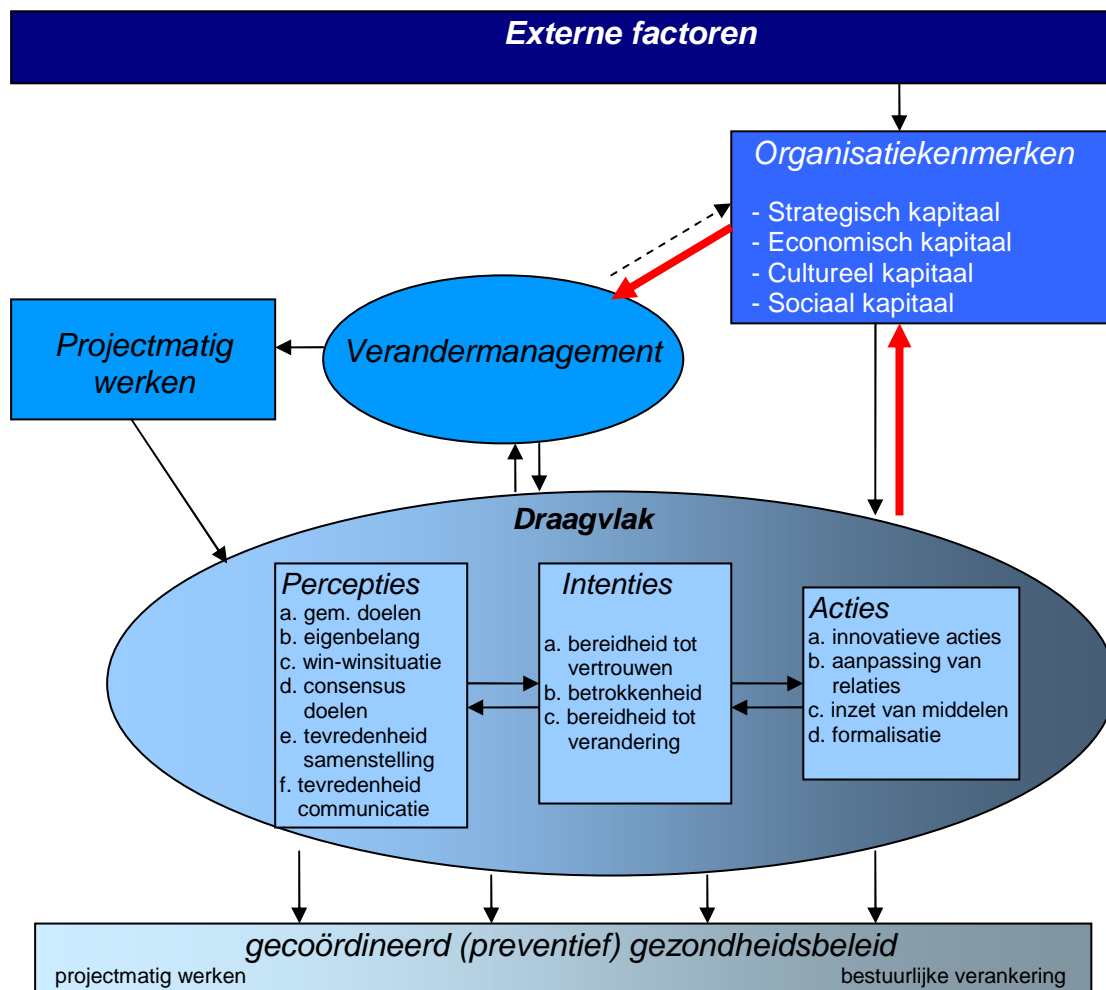 Externe factoren
Organisatiekenmerken
- Strategisch kapitaal
- Economisch kapitaal
- Cultureel kapitaal
- Sociaal kapitaal
Projectmatig
werken
Verandermanagement
Draagvlak
Percepties
a. gem. doelen
b. eigenbelang
c. win-winsituatie
d. consensus
doelen
e. tevredenheid
samenstelling
f. tevredenheid
communicatie
Intenties
a. bereidheid tot
vertrouwen
b. betrokkenheid
c. bereidheid tot
verandering
Acties
a. innovatieve acties
b. aanpassing van
relaties
c. inzet van middelen
d. formalisatie
gecoördineerd (preventief) gezondheidsbeleid
projectmatig werken
bestuurlijke verankering